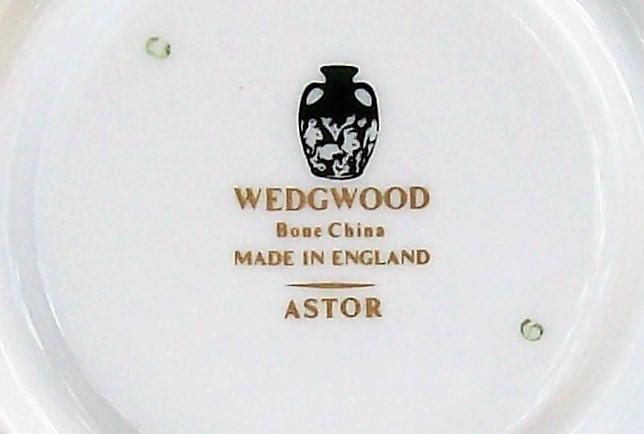 WEDGWOOD
Bone China
MADE IN ENGLAND
ASTOR